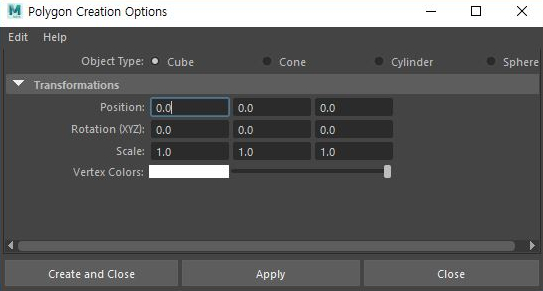 Polygon Creation Options
Edit Help
Object Type: Cube Cone Cylinder Sphere
Transformations
Position: 0.0 0.0 0.0
Rotation (XYZ): 0.0 0.0 0.0
Scale: 1.0 1.0 1.0
Vertex Colors:
Create and Close Apply Close